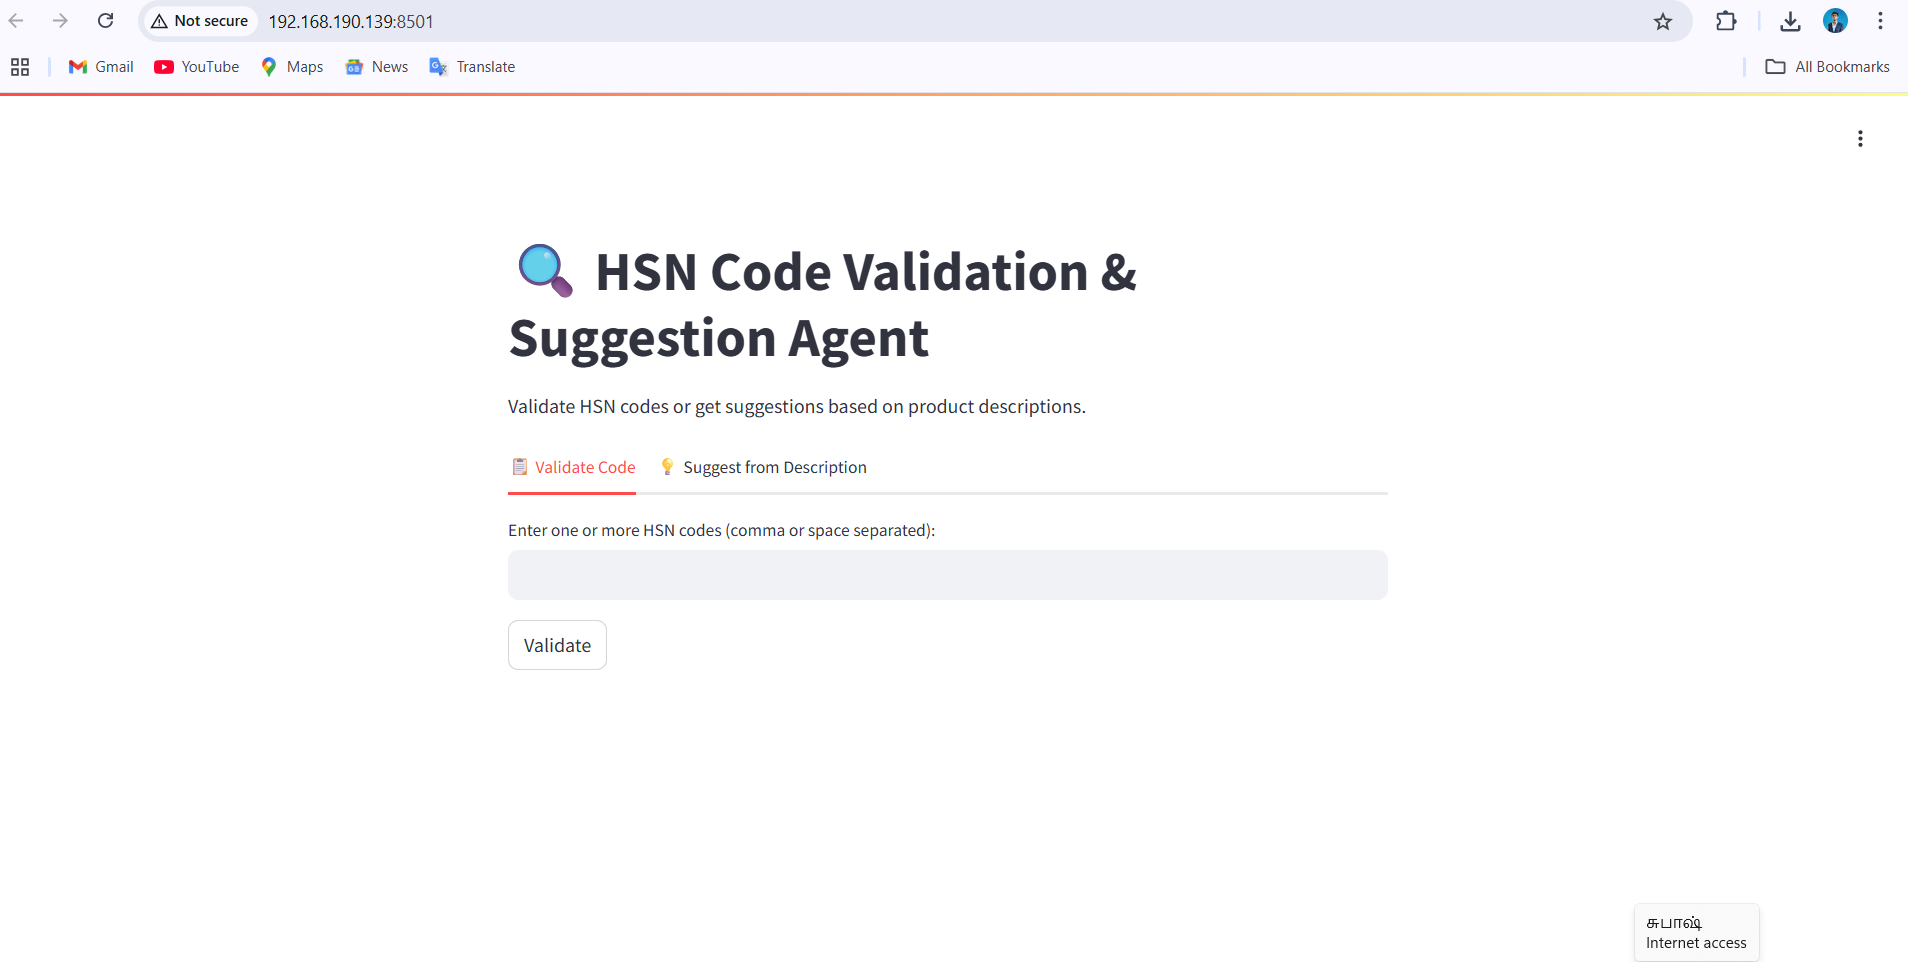 Not secure 192.168.190.139:8501
Gmail YouTube Maps News Translate All Bookmarks
HSN Code Validation &
Suggestion Agent
Validate HSN codes or get suggestions based on product descriptions.
Validate Code Suggest from Description
Enter one or more HSN codes (comma or space separated):
Validate
சுபாஷ்
Internet access